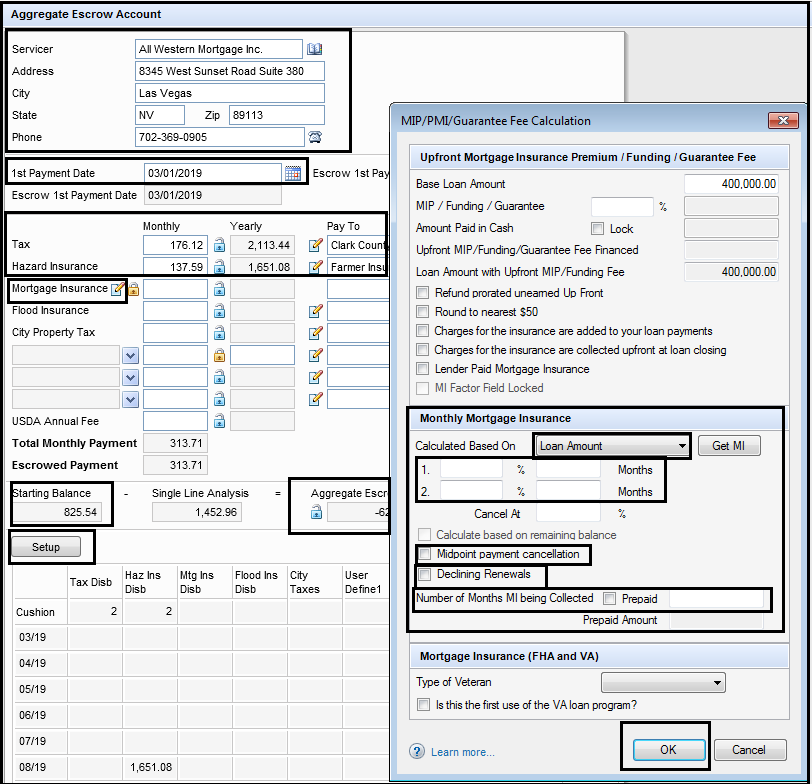 Aggregate Escrow Account
Servicer All Western Mortgage Inc.
Address 8345 West Sunset Road Suite 380
City Las Vegas
State NV Zip 89113
Phone 702-369-0905
1st Payment Date 03/01/2019 Escrow 1st Pay
Escrow 1st Payment Date 03/01/2019
Monthly Yearly Pay To
Tax 176.12 2,113.44 Clark Count
Hazard Insurance 137.59 1,651.08 Farmer Insu
Mortgage Insurance
Flood Insurance
City Property Tax
USDA Annual Fee
Total Monthly Payment 313.71
Escrowed Payment 313.71
Starting Balance - Single Line Analysis = Aggregate Escro
825.54 1,452.96 -62
Setup
Tax Disb Haz Ins Disb Mtg Ins Disb Flood Ins Disb City Taxes User Define1
Cushion 2 2
03/19
04/19
05/19
06/19
07/19
08/19 1,651.08
MIP/PMI/Guarantee Fee Calculation
Upfront Mortgage Insurance Premium / Funding / Guarantee Fee
Base Loan Amount 400,000.00
MIP / Funding / Guarantee %
Amount Paid in Cash Lock
Upfront MIP/Funding/Guarantee Fee Financed
Loan Amount with Upfront MIP/Funding Fee 400,000.00
Refund prorated unearned Up Front
Round to nearest $50
Charges for the insurance are added to your loan payments
Charges for the insurance are collected upfront at loan closing
Lender Paid Mortgage Insurance
MI Factor Field Locked
Monthly Mortgage Insurance
Calculated Based On Loan Amount Get MI
1. % Months
2. % Months
Cancel At %
Calculate based on remaining balance
Midpoint payment cancellation
Declining Renewals
Number of Months MI being Collected Prepaid
Prepaid Amount
Mortgage Insurance (FHA and VA)
Type of Veteran
Is this the first use of the VA loan program?
? Learn more... OK Cancel